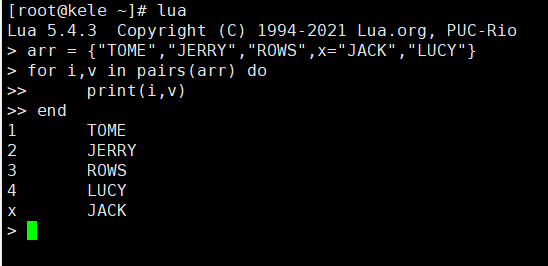 [root@kele ~]# lua
Lua 5.4.3  Copyright (C) 1994-2021 Lua.org, PUC-Rio
> arr = {"TOME","JERRY","ROWS",x="JACK","LUCY"}
> for i,v in pairs(arr) do
>>      print(i,v)
>> end
1       TOME
2       JERRY
3       ROWS
4       LUCY
x       JACK
>